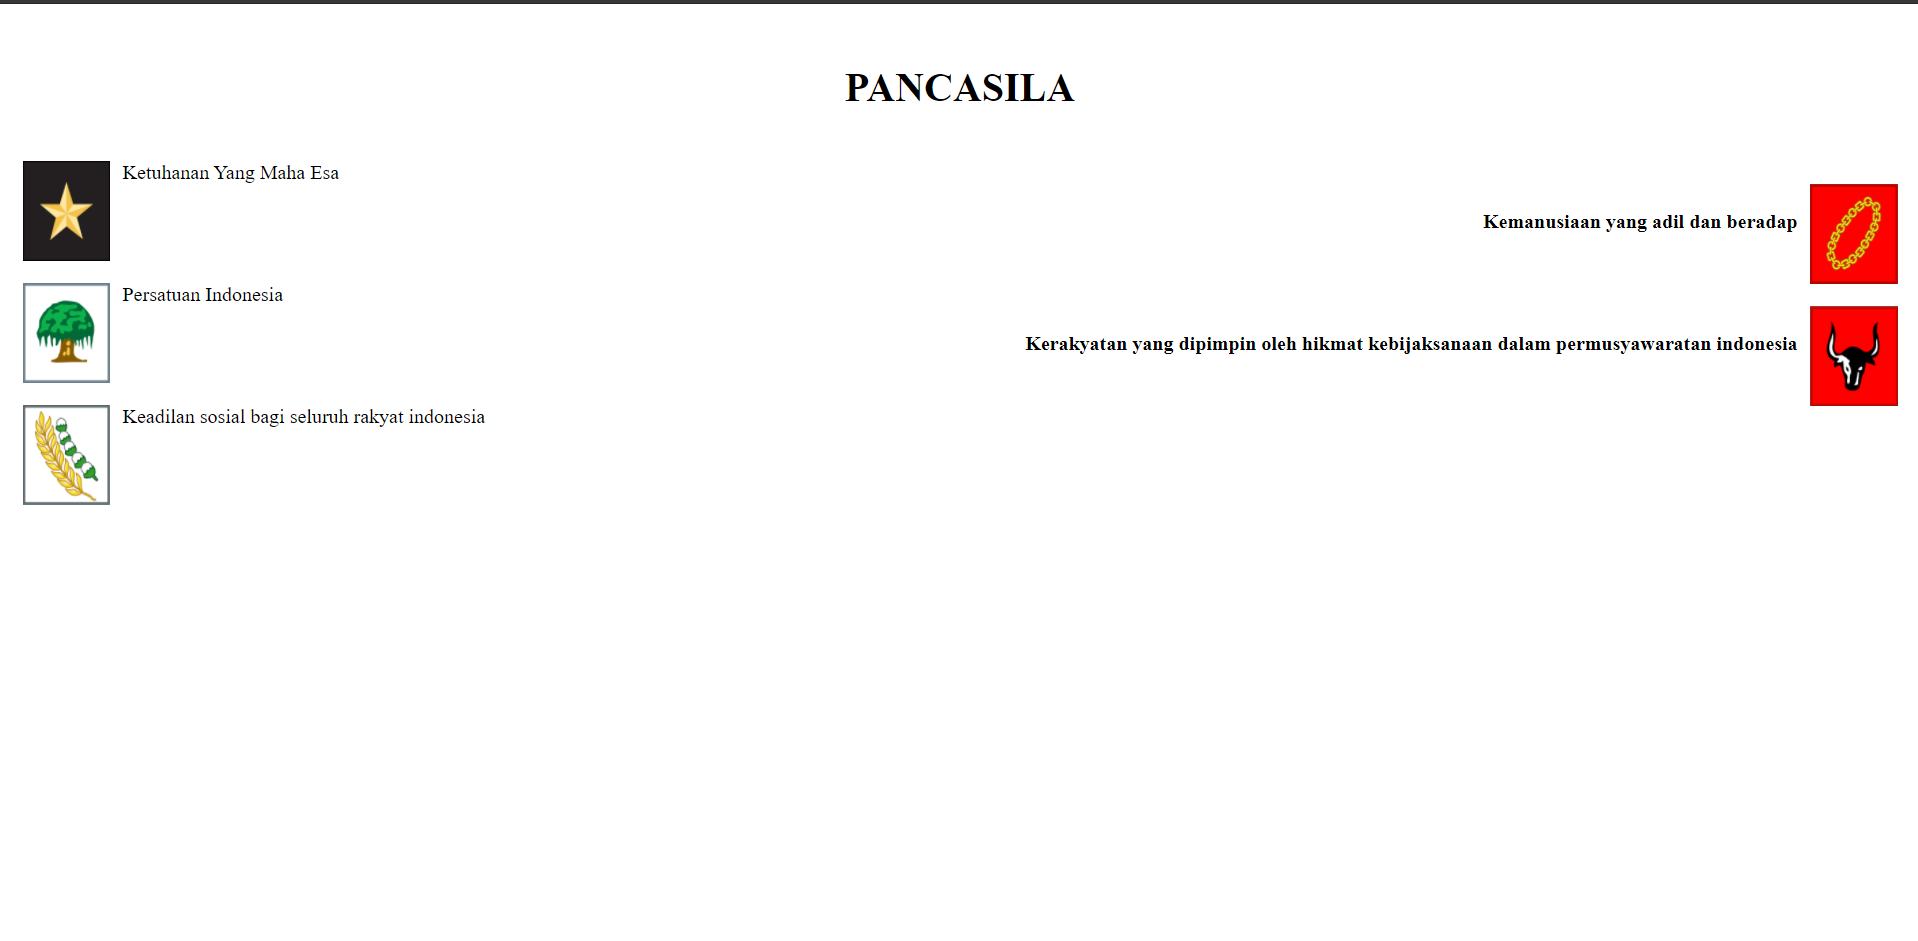 PANCASILA
Ketuhanan Yang Maha Esa
Kemanusiaan yang adil dan beradap
Persatuan Indonesia
Kerakyatan yang dipimpin oleh hikmat kebijaksanaan dalam permusyawaratan indonesia
Keadilan sosial bagi seluruh rakyat indonesia